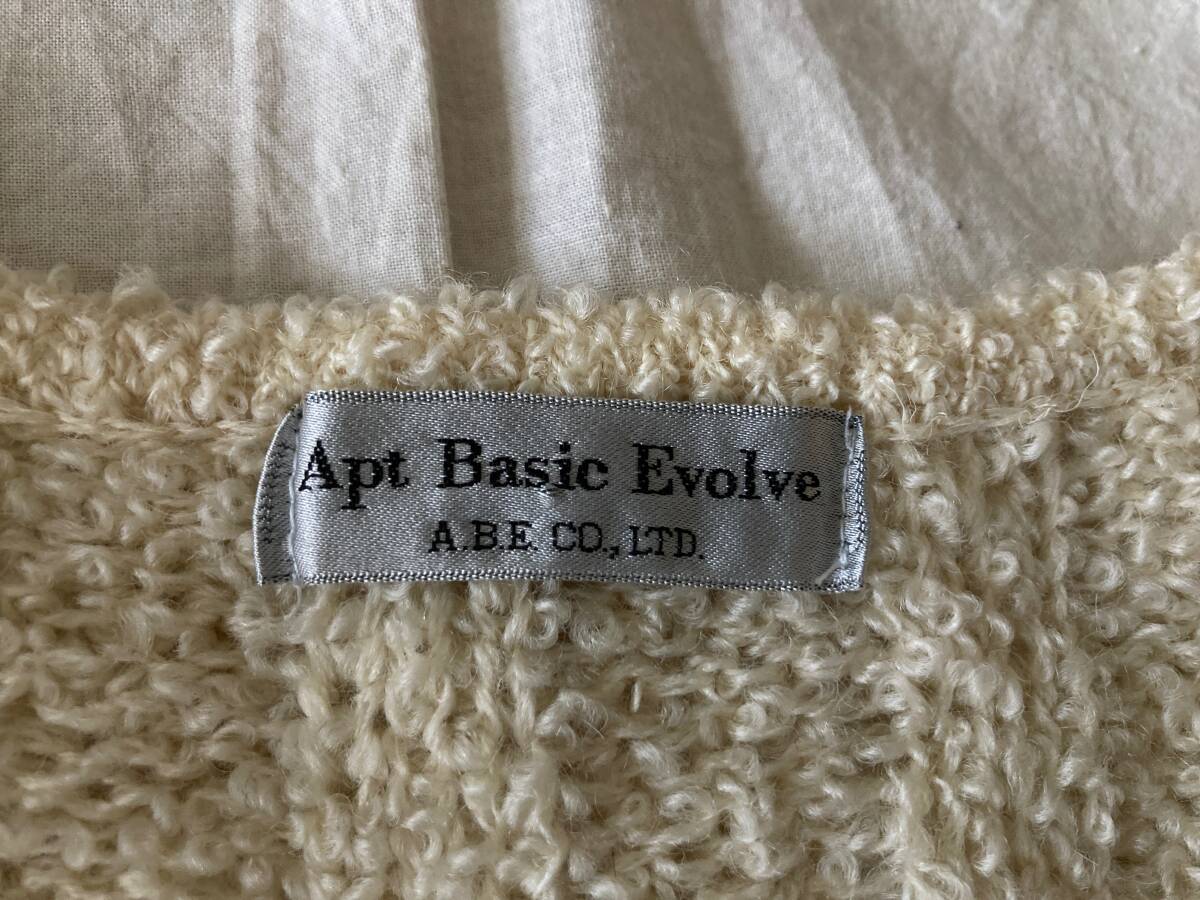 Apt Basic Evolve
A.B.E. CO., LTD.